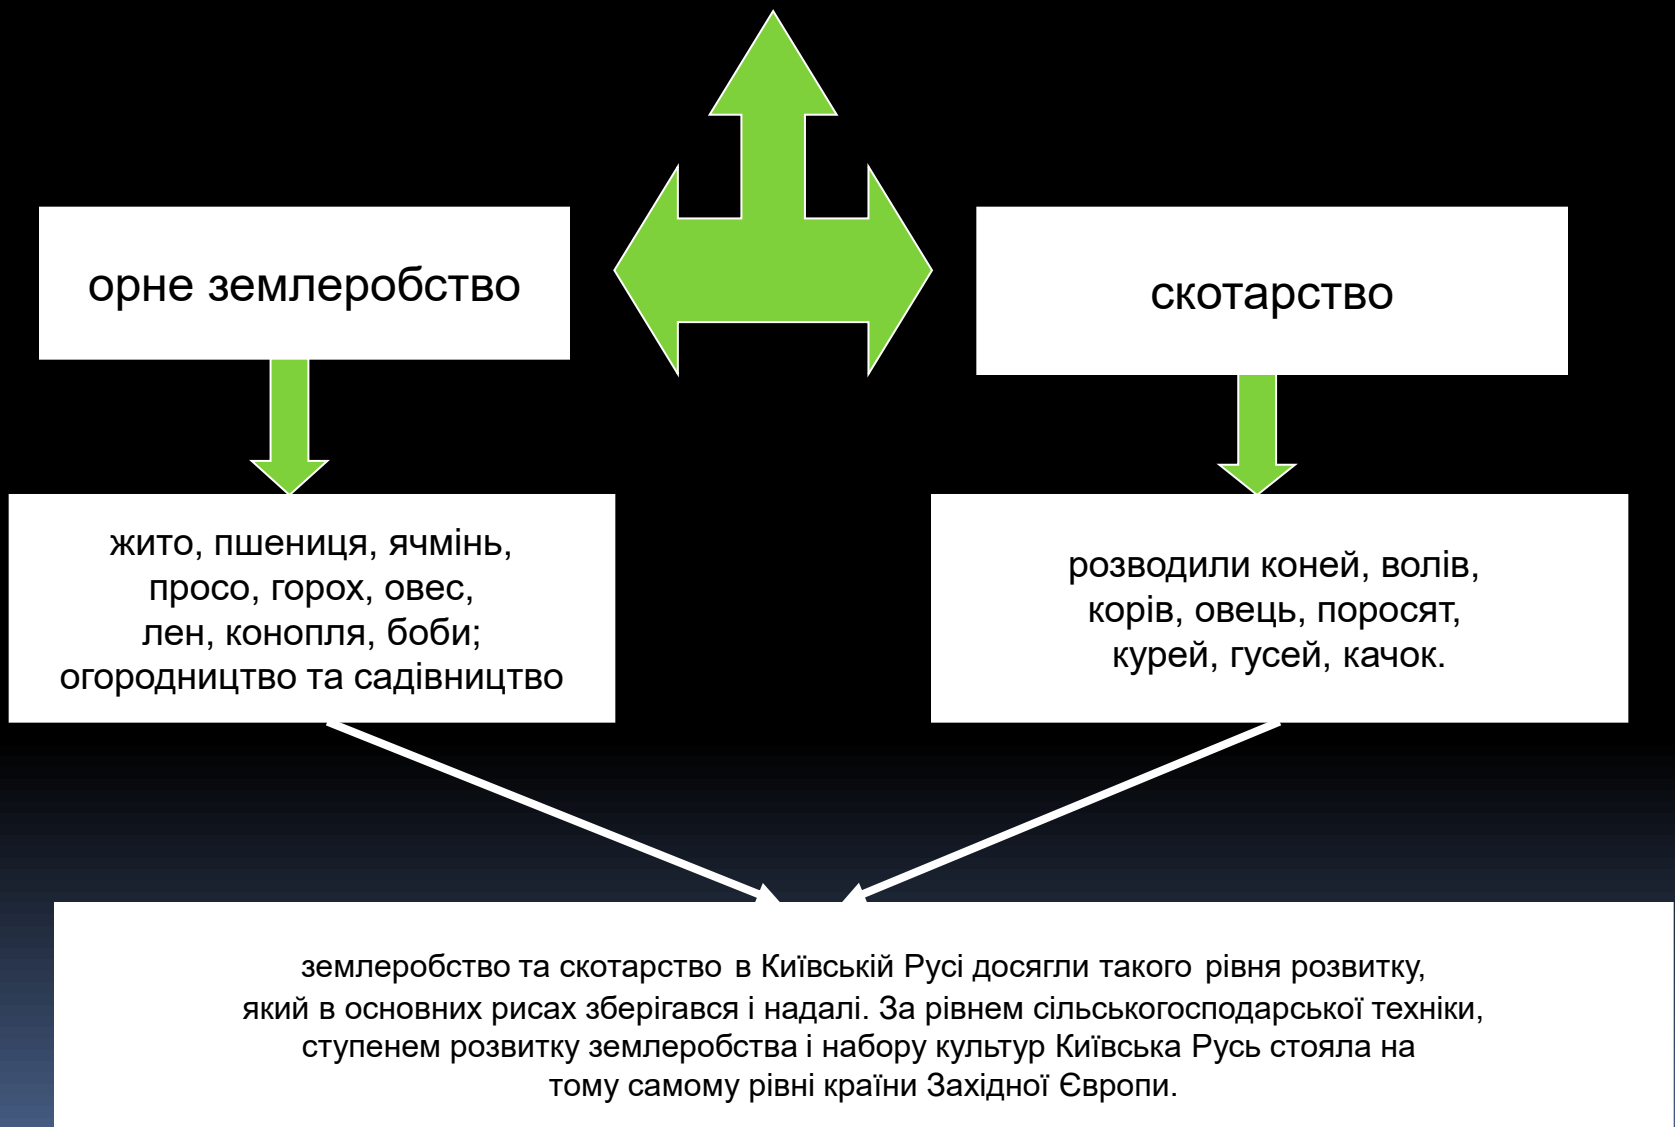 орне землеробство
скотарство
жито, пшениця, ячмінь,
просо, горох, овес,
лен, конопля, боби;
огородництво та садівництво
розводили коней, волів,
корів, овець, поросят,
курей, гусей, качок.
землеробство та скотарство в Київській Русі досягли такого рівня розвитку,
який в основних рисах зберігався і надалі. За рівнем сільськогосподарської техніки,
ступенем розвитку землеробства і набору культур Київська Русь стояла на
тому самому рівні країни Західної Європи.